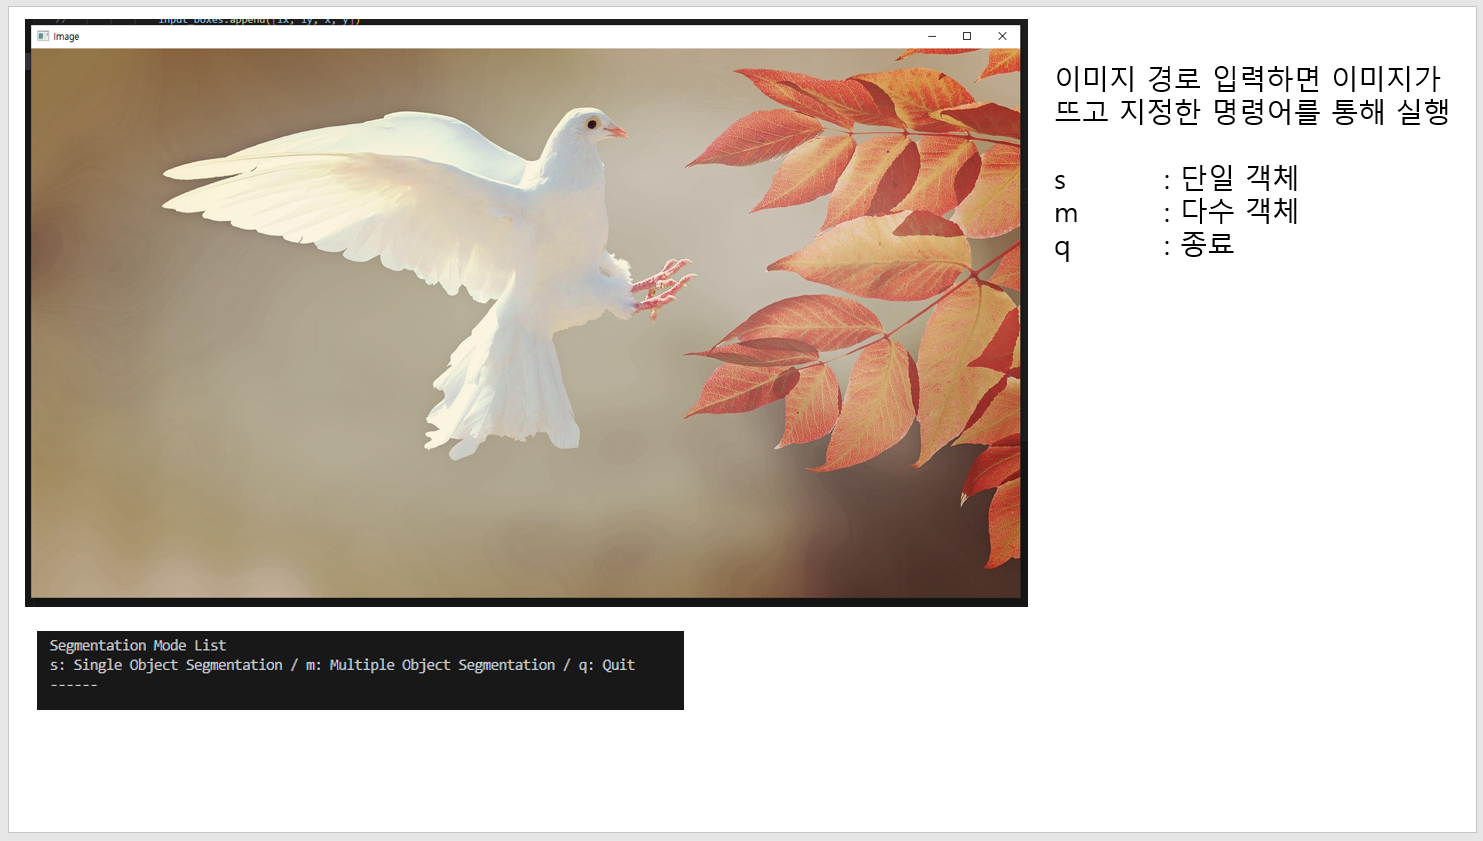 input_boxes.append([ix, iy, x, y])
Image
이미지 경로 입력하면 이미지가
뜨고 지정한 명령어를 통해 실행
s : 단일 객체
m : 다수 객체
q : 종료
Segmentation Mode List
s: Single Object Segmentation / m: Multiple Object Segmentation / q: Quit
------